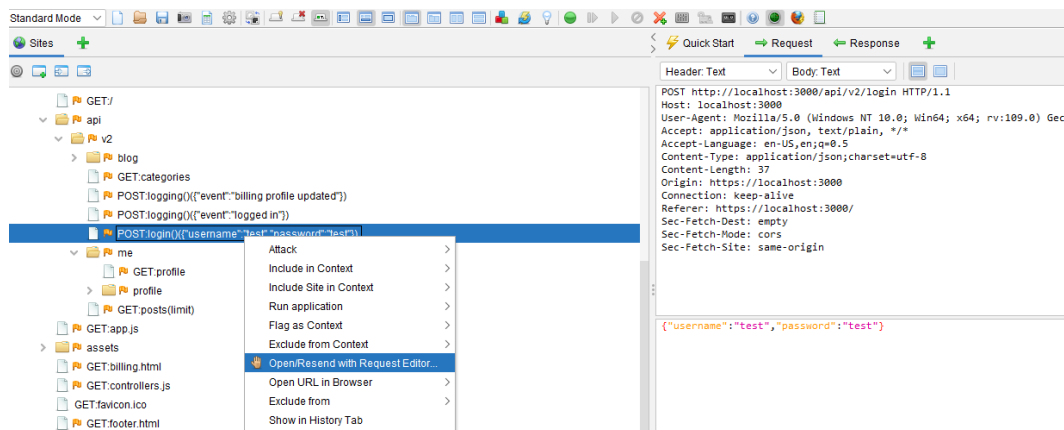 Standard Mode
Sites
Quick Start
Request
Response
Header: Text
Body: Text
GET:/
api
v2
blog
GET:categories
POST:logging()({"event":"billing profile updated"})
POST:logging()({"event":"logged in"})
POST:login()({"username":"test","password":"test"})
me
GET:profile
profile
GET:posts(limit)
GET:app.js
assets
GET:billing.html
GET:controllers.js
GET:favicon.ico
GET:footer.html
Attack
Include in Context
Include Site in Context
Run application
Flag as Context
Exclude from Context
Open/Resend with Request Editor...
Open URL in Browser
Exclude from
Show in History Tab
POST http://localhost:3000/api/v2/login HTTP/1.1
Host: localhost:3000
User-Agent: Mozilla/5.0 (Windows NT 10.0; Win64; x64; rv:109.0) Gec
Accept: application/json, text/plain, */*
Accept-Language: en-US,en;q=0.5
Content-Type: application/json;charset=utf-8
Content-Length: 37
Origin: https://localhost:3000
Connection: keep-alive
Referer: https://localhost:3000/
Sec-Fetch-Dest: empty
Sec-Fetch-Mode: cors
Sec-Fetch-Site: same-origin
{"username":"test","password":"test"}